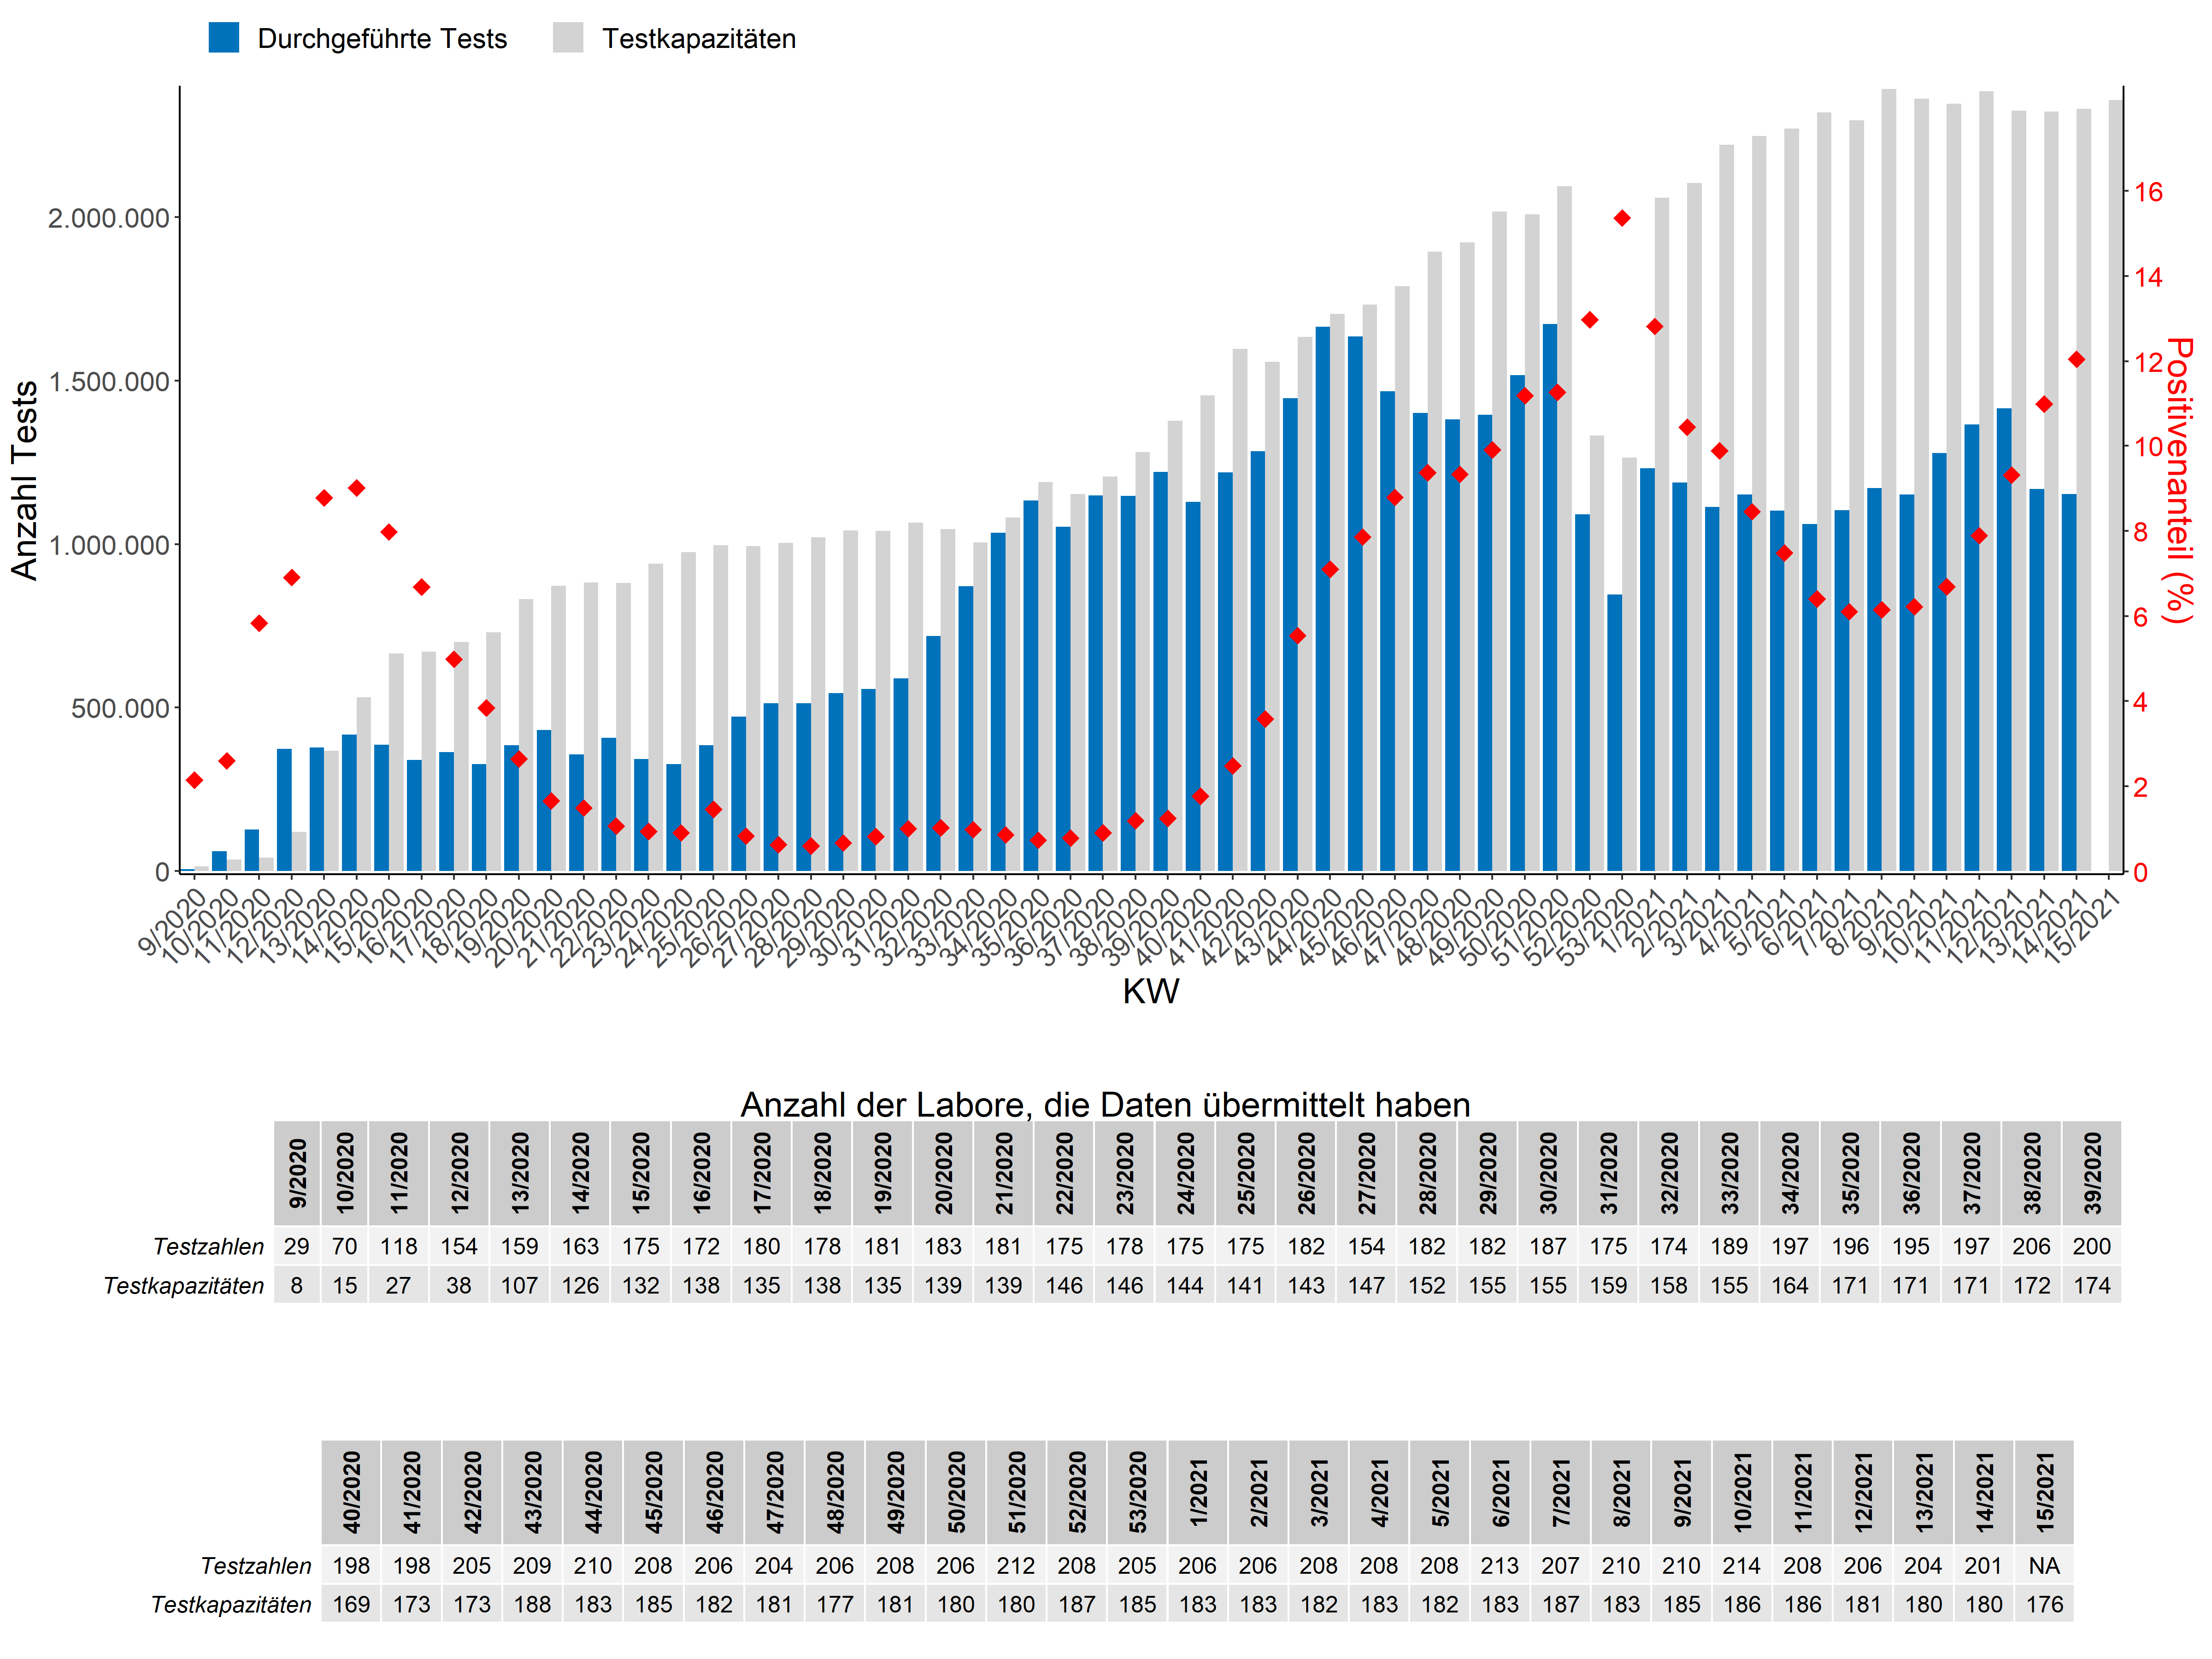 Durchgeführte Tests Testkapazitäten
Anzahl Tests
2.000.000
1.500.000
1.000.000
500.000
0
16
14
12
10
8
6
4
2
0
Positivenanteil (%)
9/2020 10/2020 11/2020 12/2020 13/2020 14/2020 15/2020 16/2020 17/2020 18/2020 19/2020 20/2020 21/2020 22/2020 23/2020 24/2020 25/2020 26/2020 27/2020 28/2020 29/2020 30/2020 31/2020 32/2020 33/2020 34/2020 35/2020 36/2020 37/2020 38/2020 39/2020 40/2020 41/2020 42/2020 43/2020 44/2020 45/2020 46/2020 47/2020 48/2020 49/2020 50/2020 51/2020 52/2020 53/2020 1/2021 2/2021 3/2021 4/2021 5/2021 6/2021 7/2021 8/2021 9/2021 10/2021 11/2021 12/2021 13/2021 14/2021 15/2021
KW
Anzahl der Labore, die Daten übermittelt haben
9/2020 10/2020 11/2020 12/2020 13/2020 14/2020 15/2020 16/2020 17/2020 18/2020 19/2020 20/2020 21/2020 22/2020 23/2020 24/2020 25/2020 26/2020 27/2020 28/2020 29/2020 30/2020 31/2020 32/2020 33/2020 34/2020 35/2020 36/2020 37/2020 38/2020 39/2020
Testzahlen 29 70 118 154 159 163 175 172 180 178 181 183 181 175 178 175 175 182 154 182 182 187 175 174 189 197 196 195 197 206 200
Testkapazitäten 8 15 27 38 107 126 132 138 135 138 135 139 139 146 146 144 141 143 147 152 155 155 159 158 155 164 171 171 171 172 174
40/2020 41/2020 42/2020 43/2020 44/2020 45/2020 46/2020 47/2020 48/2020 49/2020 50/2020 51/2020 52/2020 53/2020 1/2021 2/2021 3/2021 4/2021 5/2021 6/2021 7/2021 8/2021 9/2021 10/2021 11/2021 12/2021 13/2021 14/2021 15/2021
Testzahlen 198 198 205 209 210 208 206 204 206 208 206 212 208 205 206 206 208 208 208 213 207 210 210 214 208 206 204 201 NA
Testkapazitäten 169 173 173 188 183 185 182 181 177 181 180 180 187 185 183 183 182 183 182 183 187 183 185 186 186 181 180 180 176